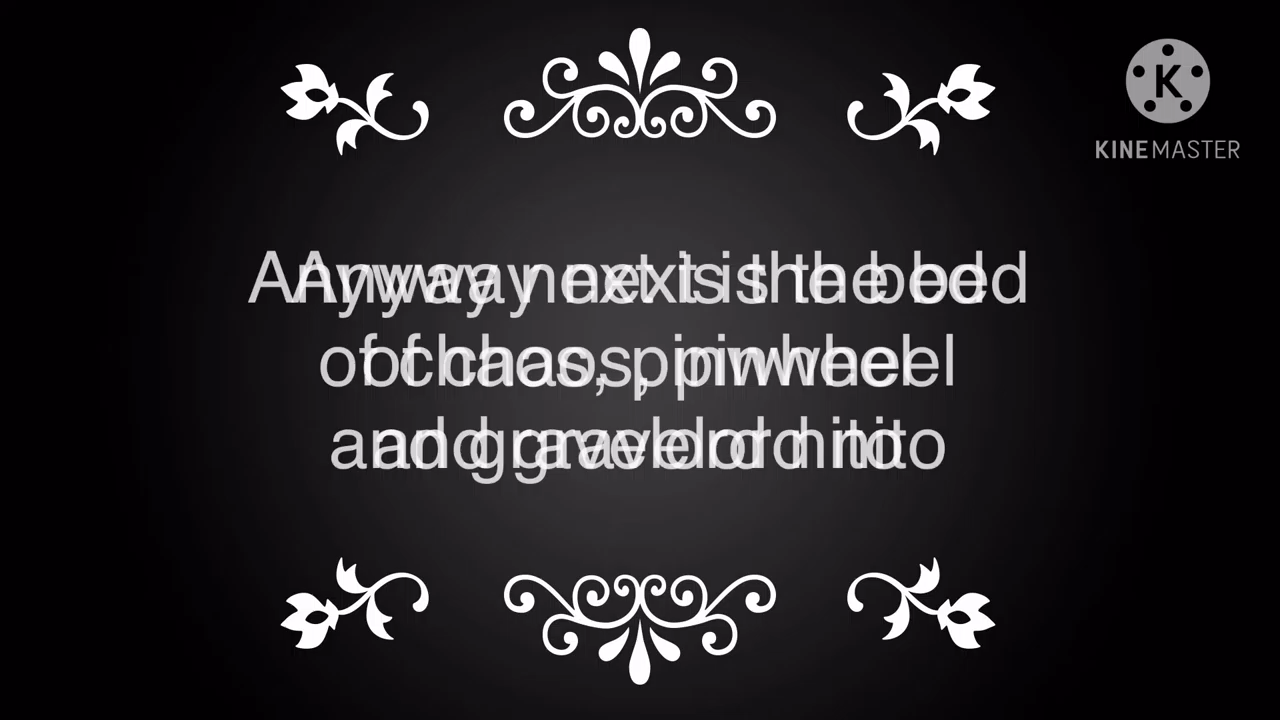 KINEMASTER
Anyway next is the bed
of chaos, pinwheel
and gravelord nito